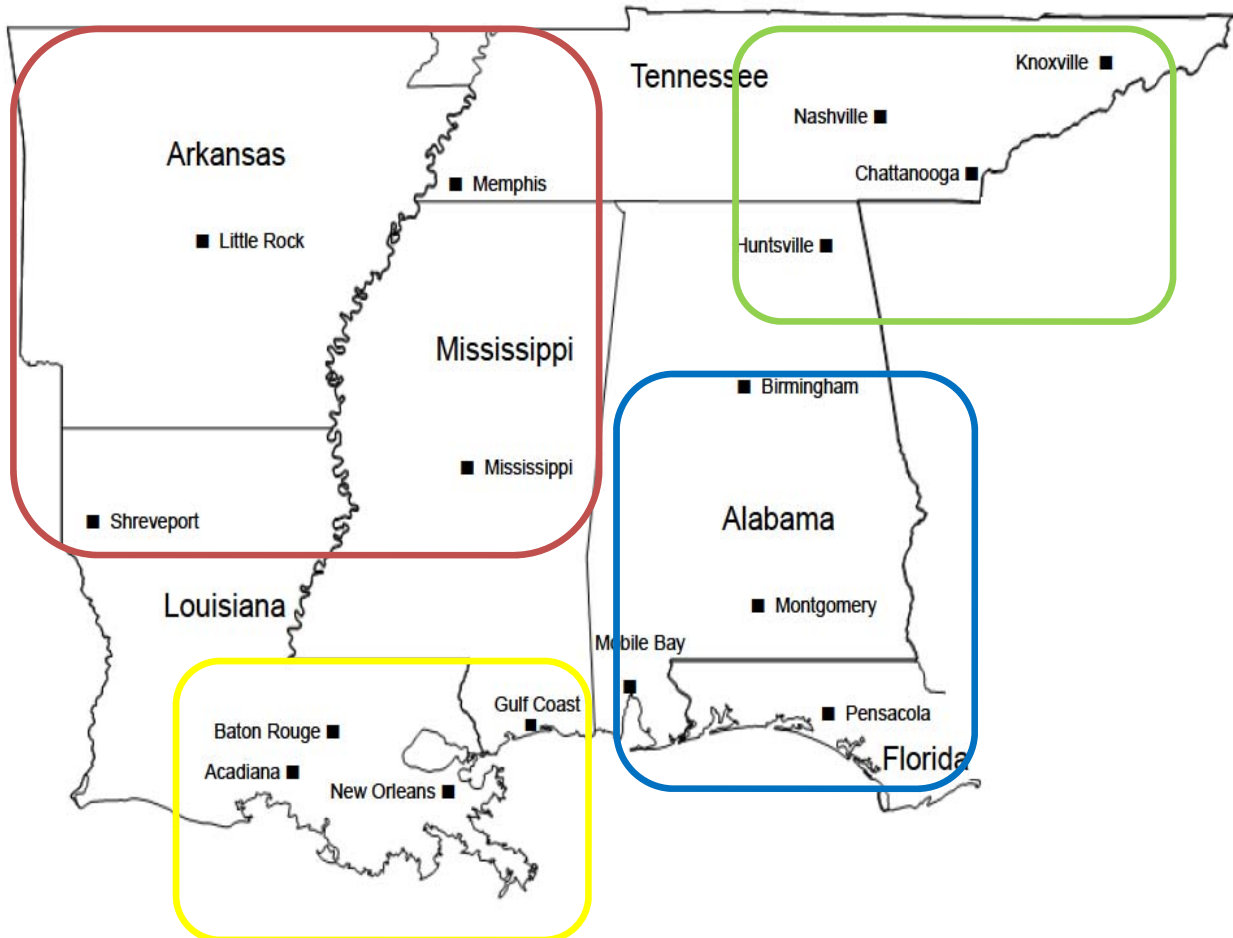 Tennessee
Knoxville
Nashville
Arkansas
Chattanooga
Memphis
Little Rock
Huntsville
Mississippi
Birmingham
Mississippi
Shreveport
Alabama
Louisiana
Montgomery
Mobile Bay
Gulf Coast
Pensacola
Baton Rouge
Florida
Acadiana
New Orleans